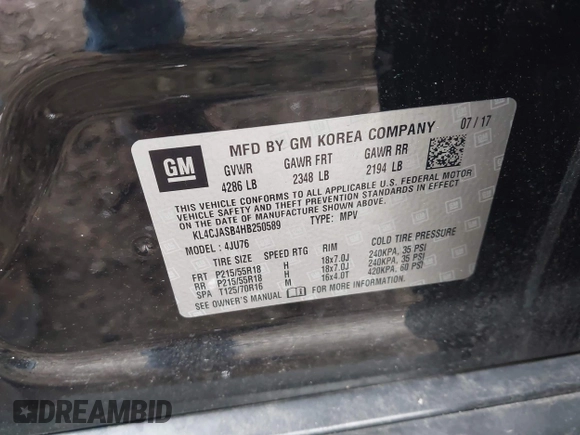 GM
MFD BY GM KOREA COMPANY 07/17
GVWR GAWR FRT GAWR RR
4286 LB 2348 LB 2194 LB
THIS VEHICLE CONFORMS TO ALL APPLICABLE U.S. FEDERAL MOTOR
VEHICLE SAFETY AND THEFT PREVENTION STANDARDS IN EFFECT
ON THE DATE OF MANUFACTURE SHOWN ABOVE.
KL4CJASB4HB250589 TYPE: MPV
MODEL: 4JU76
TIRE SIZE SPEED RTG RIM COLD TIRE PRESSURE
FRT P215/55R18 H 18x7.0J 240KPA, 35 PSI
RR P215/55R18 H 18x7.0J 240KPA, 35 PSI
SPA T125/70R16 M 16x4.0T 420KPA, 60 PSI
SEE OWNER'S MANUAL FOR MORE INFORMATION
DREAMBID